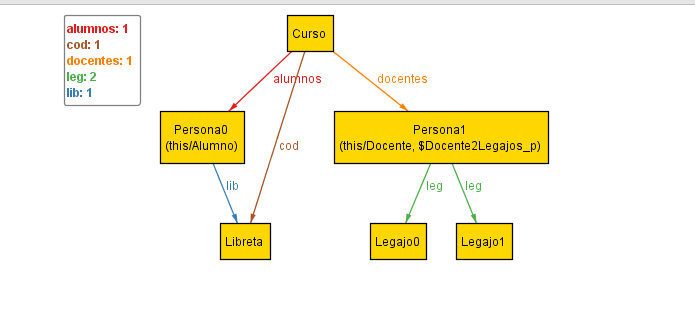 alumnos: 1
cod: 1
docentes: 1
leg: 2
lib: 1
Curso
alumnos
docentes
Persona0
(this/Alumno)
cod
Persona1
(this/Docente, $Docente2Legajos_p)
lib
leg
leg
Libreta
Legajo0
Legajo1